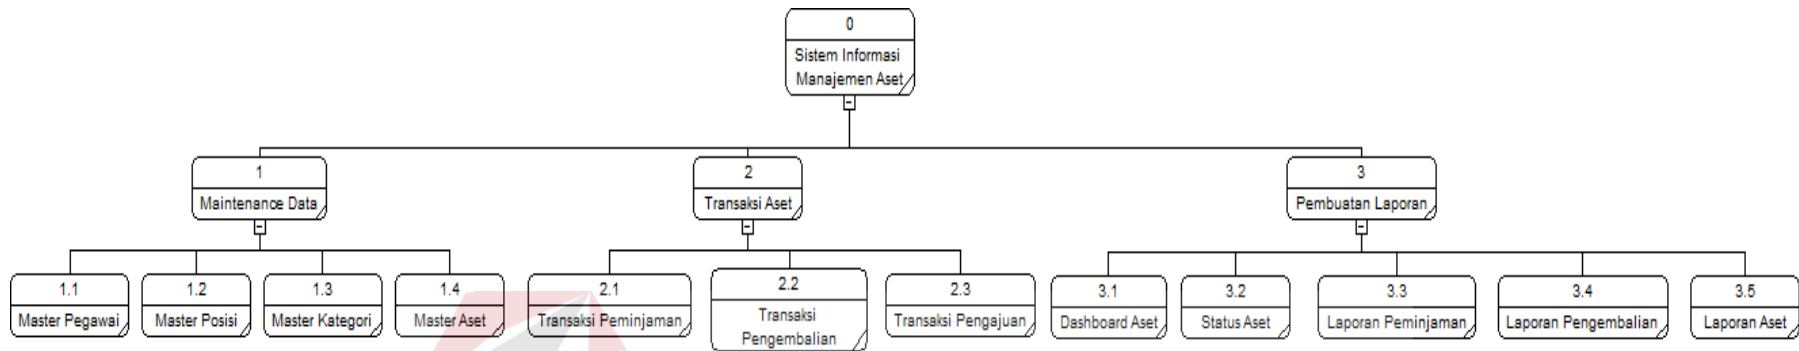 0
Sistem Informasi
Manajemen Aset
1
Maintenance Data
2
Transaksi Aset
3
Pembuatan Laporan
1.1
Master Pegawai
1.2
Master Posisi
1.3
Master Kategori
1.4
Master Aset
2.1
Transaksi Peminjaman
2.2
Transaksi
Pengembalian
2.3
Transaksi Pengajuan
3.1
Dashboard Aset
3.2
Status Aset
3.3
Laporan Peminjaman
3.4
Laporan Pengembalian
3.5
Laporan Aset